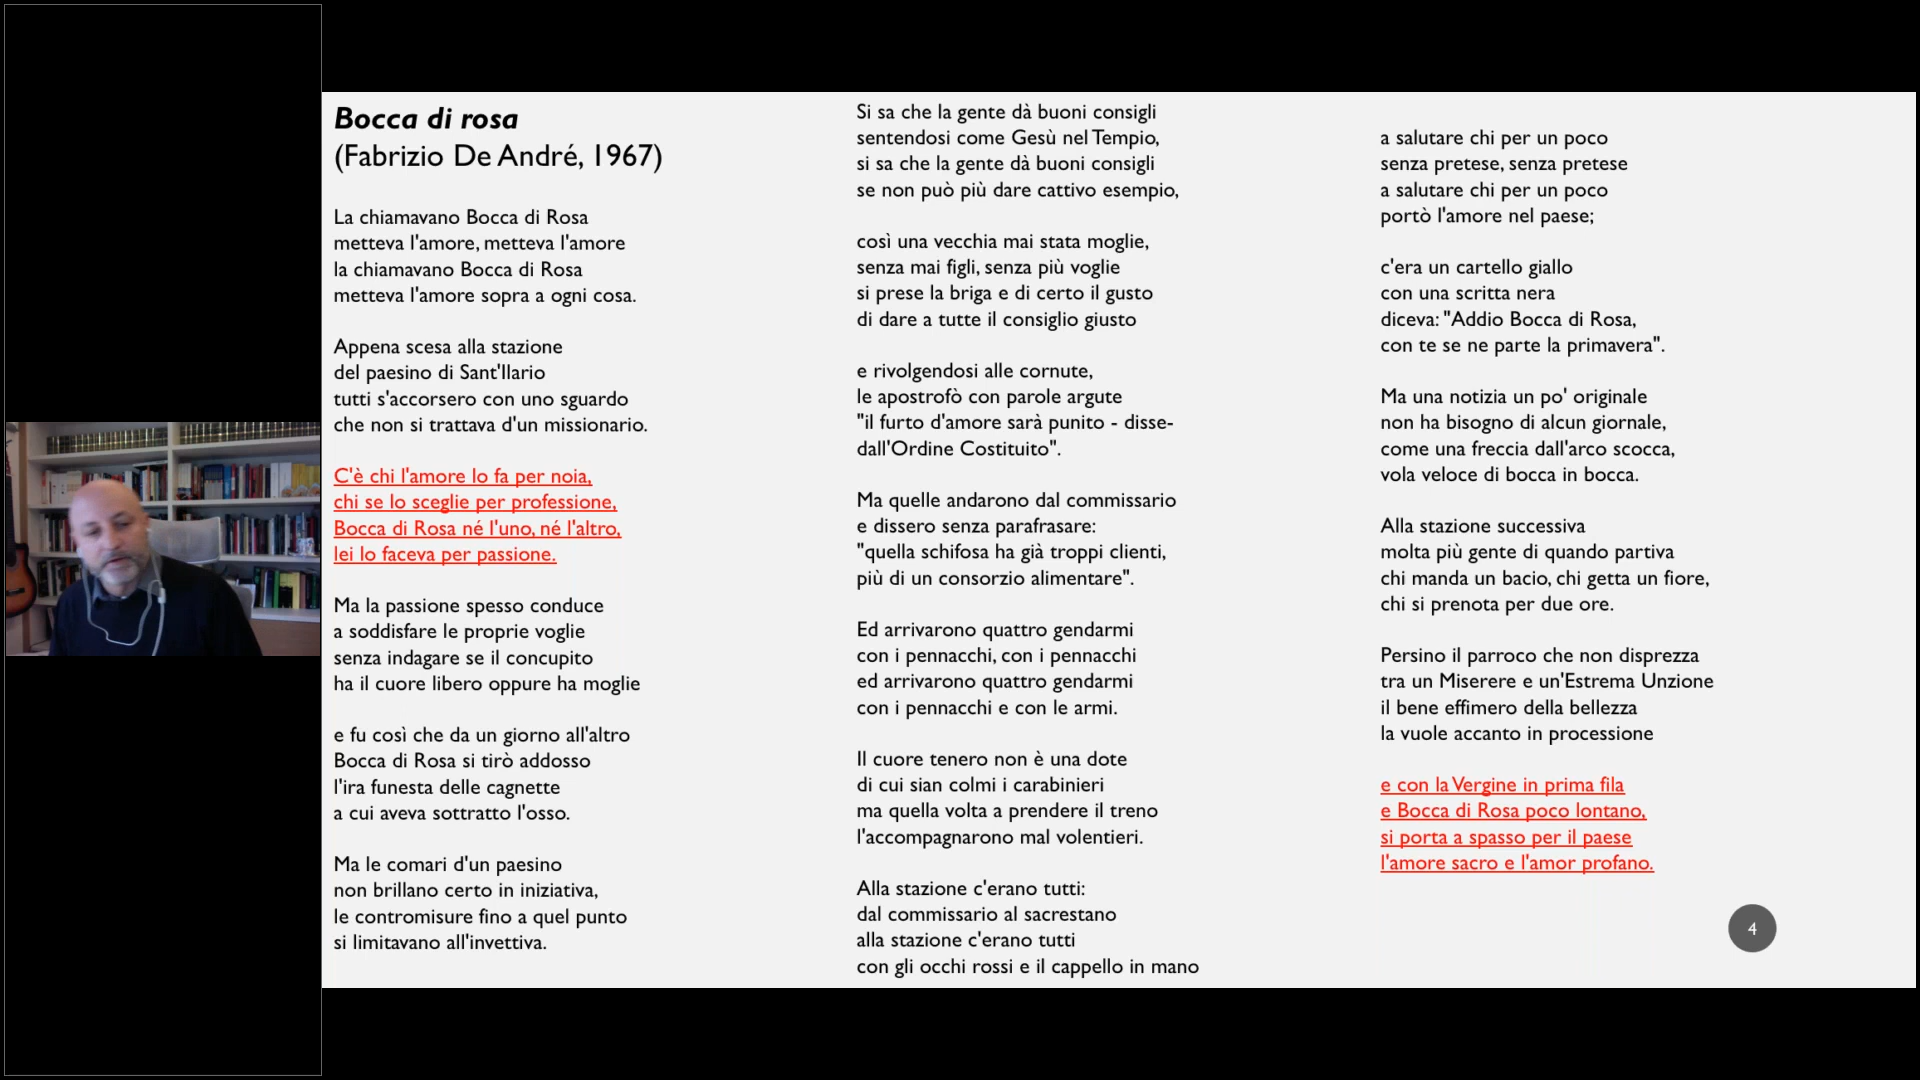 Bocca di rosa
(Fabrizio De André, 1967)
La chiamavano Bocca di Rosa
metteva l'amore, metteva l'amore
la chiamavano Bocca di Rosa
metteva l'amore sopra a ogni cosa.
Appena scesa alla stazione
del paesino di Sant'Ilario
tutti s'accorsero con uno sguardo
che non si trattava d'un missionario.
C'è chi l'amore lo fa per noia,
chi se lo sceglie per professione,
Bocca di Rosa né l'uno, né l'altro,
lei lo faceva per passione.
Ma la passione spesso conduce
a soddisfare le proprie voglie
senza indagare se il concupito
ha il cuore libero oppure ha moglie
e fu così che da un giorno all'altro
Bocca di Rosa si tirò addosso
l'ira funesta delle cagnette
a cui aveva sottratto l'osso.
Ma le comari d'un paesino
non brillano certo in iniziativa,
le contromisure fino a quel punto
si limitavano all'invettiva.
Si sa che la gente dà buoni consigli
sentendosi come Gesù nel Tempio,
si sa che la gente dà buoni consigli
se non può più dare cattivo esempio,
così una vecchia mai stata moglie,
senza mai figli, senza più voglie
si prese la briga e di certo il gusto
di dare a tutte il consiglio giusto
e rivolgendosi alle cornute,
le apostrofò con parole argute
"il furto d'amore sarà punito - disse-
dall'Ordine Costituito".
Ma quelle andarono dal commissario
e dissero senza parafrasare:
"quella schifosa ha già troppi clienti,
più di un consorzio alimentare".
Ed arrivarono quattro gendarmi
con i pennacchi, con i pennacchi
ed arrivarono quattro gendarmi
con i pennacchi e con le armi.
Il cuore tenero non è una dote
di cui sian colmi i carabinieri
ma quella volta a prendere il treno
l'accompagnarono mal volentieri.
Alla stazione c'erano tutti:
dal commissario al sacrestano
alla stazione c'erano tutti
con gli occhi rossi e il cappello in mano
a salutare chi per un poco
senza pretese, senza pretese
a salutare chi per un poco
portò l'amore nel paese;
c'era un cartello giallo
con una scritta nera
diceva: "Addio Bocca di Rosa,
con te se ne parte la primavera".
Ma una notizia un po' originale
non ha bisogno di alcun giornale,
come una freccia dall'arco scocca,
vola veloce di bocca in bocca.
Alla stazione successiva
molta più gente di quando partiva
chi manda un bacio, chi getta un fiore,
chi si prenota per due ore.
Persino il parroco che non disprezza
tra un Miserere e un'Estrema Unzione
il bene effimero della bellezza
la vuole accanto in processione
e con la Vergine in prima fila
e Bocca di Rosa poco lontano,
si porta a spasso per il paese
l'amore sacro e l'amor profano.
4